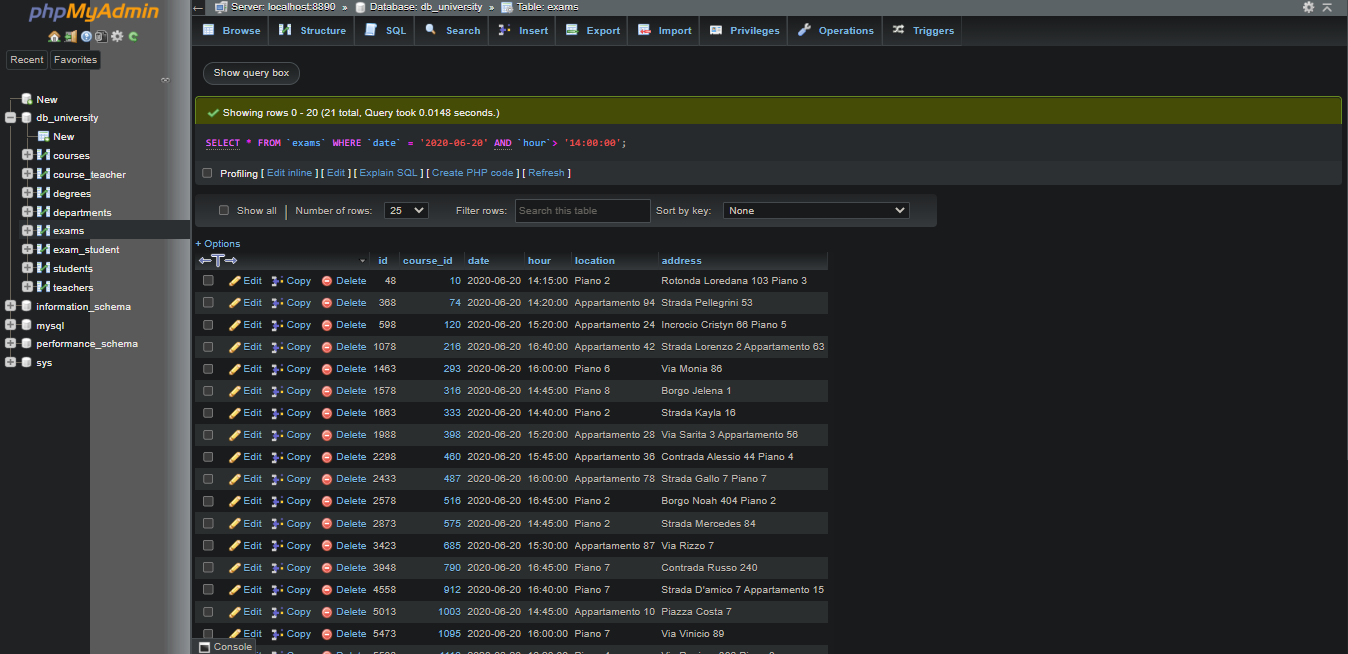 phpMyAdmin
Recent Favorites
New
db_university
New
courses
course_teacher
degrees
departments
exams
exam_student
students
teachers
information_schema
mysql
performance_schema
sys
Server: localhost:8890 » Database: db_university » Table: exams
Browse Structure SQL Search Insert Export Import Privileges Operations Triggers
Show query box
Showing rows 0 - 20 (21 total, Query took 0.0148 seconds.)
SELECT * FROM `exams` WHERE `date` = '2020-06-20' AND `hour`> '14:00:00';
Profiling [ Edit inline ] [ Edit ] [ Explain SQL ] [ Create PHP code ] [ Refresh ]
Show all Number of rows: 25 Filter rows: Search this table Sort by key: None
+ Options
id course_id date hour location address
Edit Copy Delete 48 10 2020-06-20 14:15:00 Piano 2 Rotonda Loredana 103 Piano 3
Edit Copy Delete 368 74 2020-06-20 14:20:00 Appartamento 94 Strada Pellegrini 53
Edit Copy Delete 598 120 2020-06-20 15:20:00 Appartamento 24 Incrocio Cristyn 66 Piano 5
Edit Copy Delete 1078 216 2020-06-20 16:40:00 Appartamento 42 Strada Lorenzo 2 Appartamento 63
Edit Copy Delete 1463 293 2020-06-20 16:00:00 Piano 6 Via Monia 86
Edit Copy Delete 1578 316 2020-06-20 14:45:00 Piano 8 Borgo Jelena 1
Edit Copy Delete 1663 333 2020-06-20 14:40:00 Piano 2 Strada Kayla 16
Edit Copy Delete 1988 398 2020-06-20 15:20:00 Appartamento 28 Via Sarita 3 Appartamento 56
Edit Copy Delete 2298 460 2020-06-20 15:45:00 Appartamento 36 Contrada Alessio 44 Piano 4
Edit Copy Delete 2433 487 2020-06-20 16:00:00 Appartamento 78 Strada Gallo 7 Piano 7
Edit Copy Delete 2578 516 2020-06-20 16:45:00 Piano 2 Borgo Noah 404 Piano 2
Edit Copy Delete 2873 575 2020-06-20 14:45:00 Piano 2 Strada Mercedes 84
Edit Copy Delete 3423 685 2020-06-20 15:30:00 Appartamento 87 Via Rizzo 7
Edit Copy Delete 3948 790 2020-06-20 16:45:00 Piano 7 Contrada Russo 240
Edit Copy Delete 4558 912 2020-06-20 16:40:00 Piano 7 Strada D'amico 7 Appartamento 15
Edit Copy Delete 5013 1003 2020-06-20 14:45:00 Appartamento 10 Piazza Costa 7
Edit Copy Delete 5473 1095 2020-06-20 16:00:00 Piano 7 Via Vinicio 89
Console